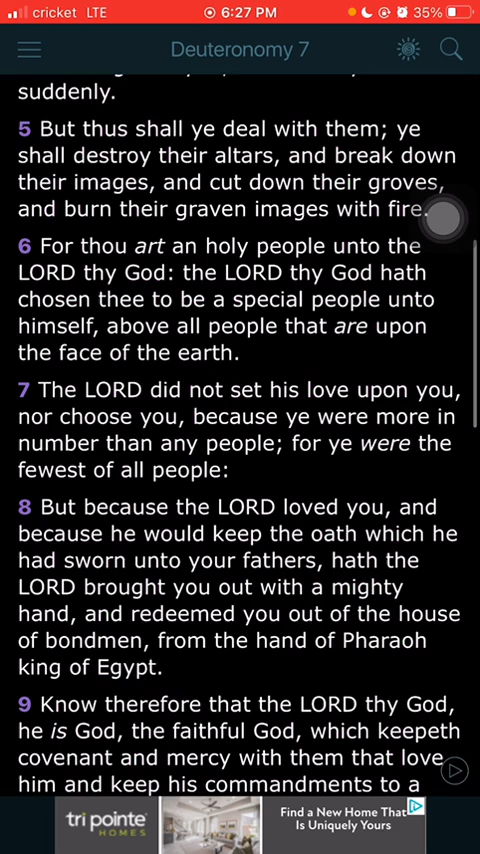 cricket LTE 6:27 PM 35%
Deuteronomy 7
suddenly.
5 But thus shall ye deal with them; ye
shall destroy their altars, and break down
their images, and cut down their groves,
and burn their graven images with fire.
6 For thou art an holy people unto the
LORD thy God: the LORD thy God hath
chosen thee to be a special people unto
himself, above all people that are upon
the face of the earth.
7 The LORD did not set his love upon you,
nor choose you, because ye were more in
number than any people; for ye were the
fewest of all people:
8 But because the LORD loved you, and
because he would keep the oath which he
had sworn unto your fathers, hath the
LORD brought you out with a mighty
hand, and redeemed you out of the house
of bondmen, from the hand of Pharaoh
king of Egypt.
9 Know therefore that the LORD thy God,
he is God, the faithful God, which keepeth
covenant and mercy with them that love
him and keep his commandments to a
tri pointe
HOMES
Find a New Home That
Is Uniquely Yours